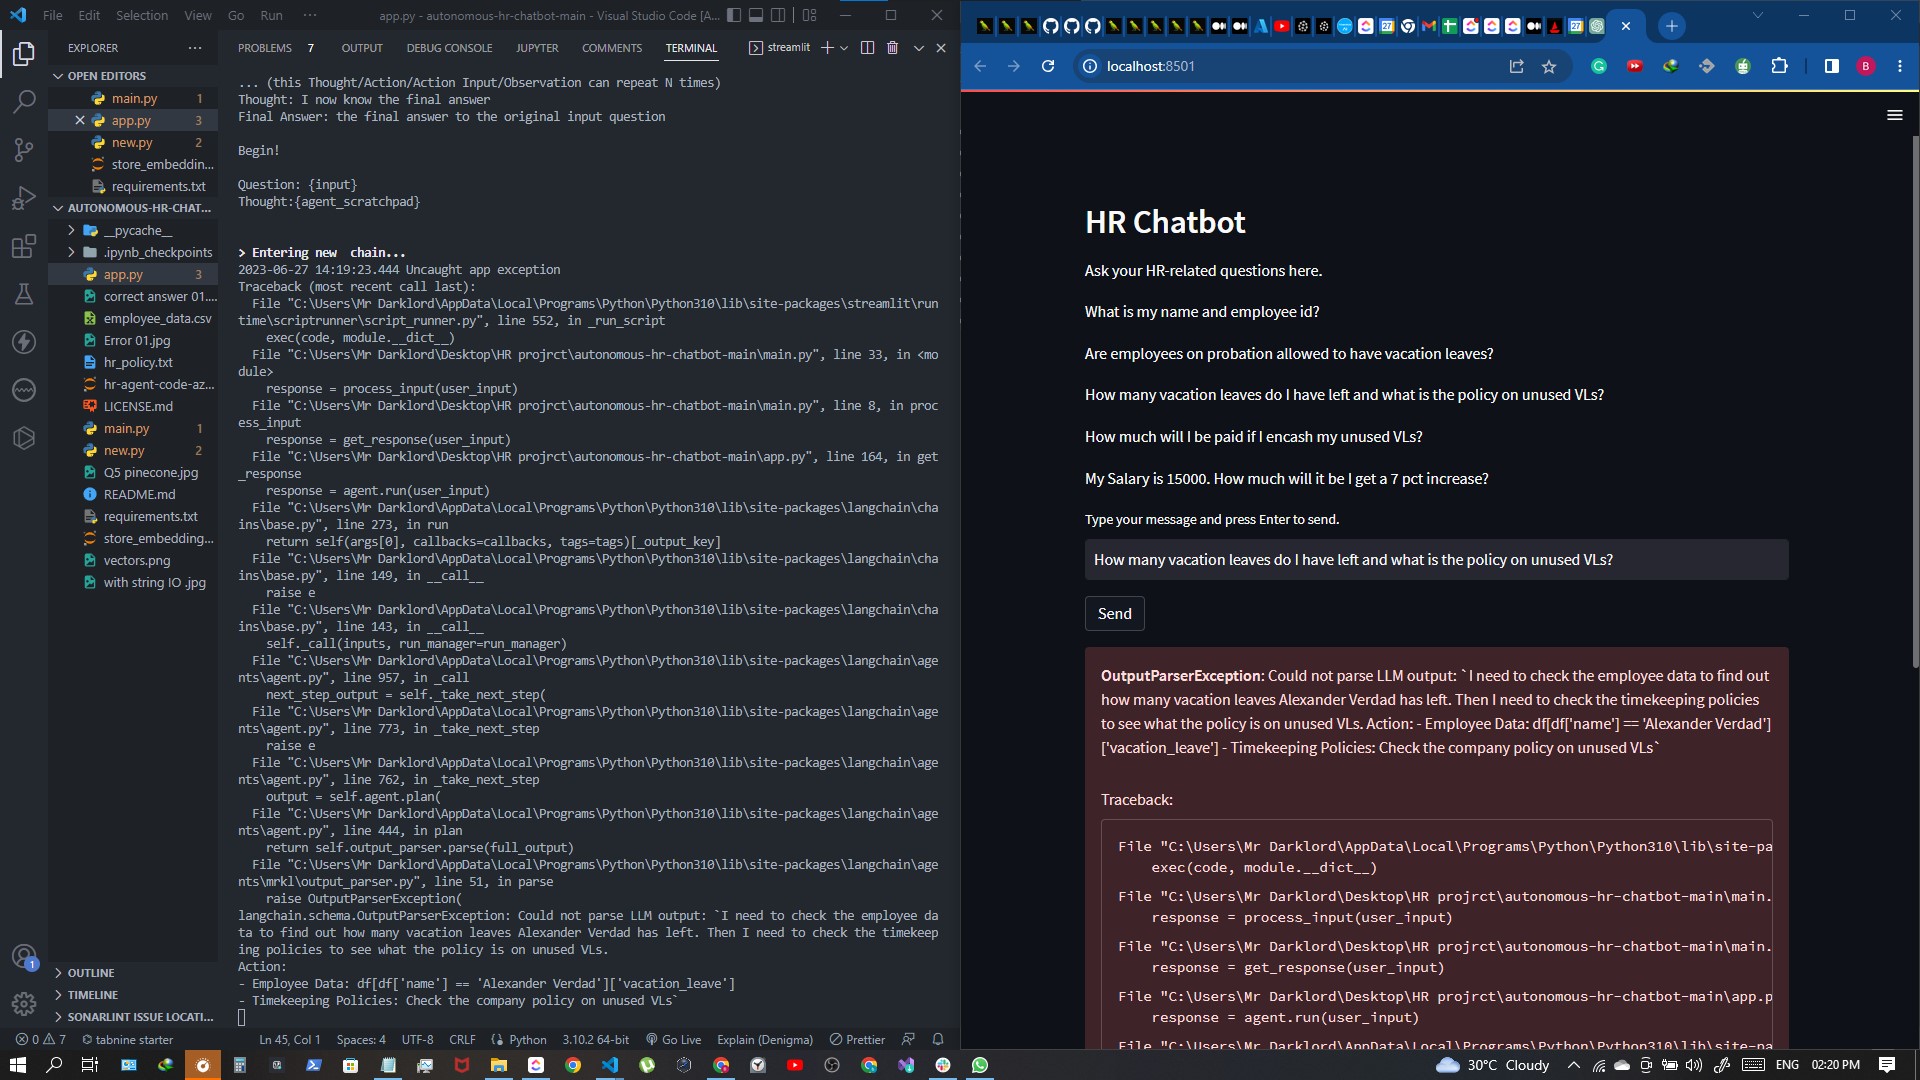 File Edit Selection View Go Run ··· app.py - autonomous-hr-chatbot-main - Visual Studio Code [A...
EXPLORER ···
OPEN EDITORS
main.py 1
app.py 3
new.py 2
store_embeddin...
requirements.txt
AUTONOMOUS-HR-CHAT...
__pycache__
.ipynb_checkpoints
app.py 3
correct answer 01....
employee_data.csv
Error 01.jpg
hr_policy.txt
hr-agent-code-az...
LICENSE.md
main.py 1
new.py 2
Q5 pinecone.jpg
README.md
requirements.txt
store_embedding...
vectors.png
with string IO .jpg
OUTLINE
TIMELINE
SONARLINT ISSUE LOCATI...
1
PROBLEMS 7 OUTPUT DEBUG CONSOLE JUPYTER COMMENTS TERMINAL streamlit
... (this Thought/Action/Action Input/Observation can repeat N times)
Thought: I now know the final answer
Final Answer: the final answer to the original input question
Begin!
Question: {input}
Thought:{agent_scratchpad}
> Entering new  chain...
2023-06-27 14:19:23.444 Uncaught app exception
Traceback (most recent call last):
File "C:\Users\Mr Darklord\AppData\Local\Programs\Python\Python310\lib\site-packages\streamlit\run
time\scriptrunner\script_runner.py", line 552, in _run_script
exec(code, module.__dict__)
File "C:\Users\Mr Darklord\Desktop\HR projrct\autonomous-hr-chatbot-main\main.py", line 33, in <mo
dule>
response = process_input(user_input)
File "C:\Users\Mr Darklord\Desktop\HR projrct\autonomous-hr-chatbot-main\main.py", line 8, in proc
ess_input
response = get_response(user_input)
File "C:\Users\Mr Darklord\Desktop\HR projrct\autonomous-hr-chatbot-main\app.py", line 164, in get
_response
response = agent.run(user_input)
File "C:\Users\Mr Darklord\AppData\Local\Programs\Python\Python310\lib\site-packages\langchain\cha
ins\base.py", line 273, in run
return self(args[0], callbacks=callbacks, tags=tags)[_output_key]
File "C:\Users\Mr Darklord\AppData\Local\Programs\Python\Python310\lib\site-packages\langchain\cha
ins\base.py", line 149, in __call__
raise e
File "C:\Users\Mr Darklord\AppData\Local\Programs\Python\Python310\lib\site-packages\langchain\cha
ins\base.py", line 143, in __call__
self._call(inputs, run_manager=run_manager)
File "C:\Users\Mr Darklord\AppData\Local\Programs\Python\Python310\lib\site-packages\langchain\age
nts\agent.py", line 957, in _call
next_step_output = self._take_next_step(
File "C:\Users\Mr Darklord\AppData\Local\Programs\Python\Python310\lib\site-packages\langchain\age
nts\agent.py", line 773, in _take_next_step
raise e
File "C:\Users\Mr Darklord\AppData\Local\Programs\Python\Python310\lib\site-packages\langchain\age
nts\agent.py", line 762, in _take_next_step
output = self.agent.plan(
File "C:\Users\Mr Darklord\AppData\Local\Programs\Python\Python310\lib\site-packages\langchain\age
nts\agent.py", line 444, in plan
return self.output_parser.parse(full_output)
File "C:\Users\Mr Darklord\AppData\Local\Programs\Python\Python310\lib\site-packages\langchain\age
nts\mrkl\output_parser.py", line 51, in parse
raise OutputParserException(
langchain.schema.OutputParserException: Could not parse LLM output: `I need to check the employee da
ta to find out how many vacation leaves Alexander Verdad has left. Then I need to check the timekeep
ing policies to see what the policy is on unused VLs.
Action:
- Employee Data: df[df['name'] == 'Alexander Verdad']['vacation_leave']
- Timekeeping Policies: Check the company policy on unused VLs`
0 7 tabnine starter Ln 45, Col 1 Spaces: 4 UTF-8 CRLF Python 3.10.2 64-bit Go Live Explain (Denigma) Prettier
localhost:8501
B
HR Chatbot
Ask your HR-related questions here.
What is my name and employee id?
Are employees on probation allowed to have vacation leaves?
How many vacation leaves do I have left and what is the policy on unused VLs?
How much will I be paid if I encash my unused VLs?
My Salary is 15000. How much will it be I get a 7 pct increase?
Type your message and press Enter to send.
How many vacation leaves do I have left and what is the policy on unused VLs?
Send
OutputParserException: Could not parse LLM output: `I need to check the employee data to find out
how many vacation leaves Alexander Verdad has left. Then I need to check the timekeeping policies
to see what the policy is on unused VLs. Action: - Employee Data: df[df['name'] == 'Alexander Verdad']
['vacation_leave'] - Timekeeping Policies: Check the company policy on unused VLs`
Traceback:
File "C:\Users\Mr Darklord\AppData\Local\Programs\Python\Python310\lib\site-pa
exec(code, module.__dict__)
File "C:\Users\Mr Darklord\Desktop\HR projrct\autonomous-hr-chatbot-main\main.
response = process_input(user_input)
File "C:\Users\Mr Darklord\Desktop\HR projrct\autonomous-hr-chatbot-main\main.
response = get_response(user_input)
File "C:\Users\Mr Darklord\Desktop\HR projrct\autonomous-hr-chatbot-main\app.p
response = agent.run(user_input)
File "C:\Users\Mr Darklord\AppData\Local\Programs\Python\Python310\lib\site-pa
30°C Cloudy ENG 02:20 PM